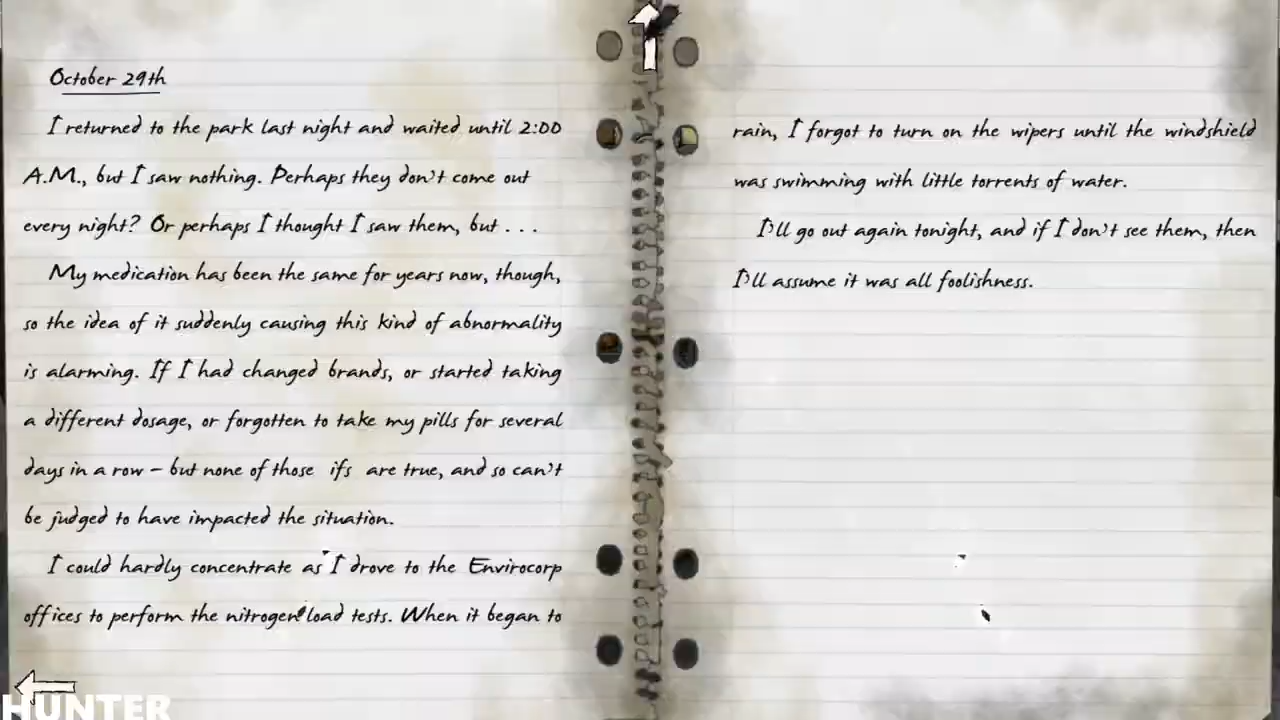 October 29th
I returned to the park last night and waited until 2:00
A.M., but I saw nothing. Perhaps they don't come out
every night? Or perhaps I thought I saw them, but . . .
My medication has been the same for years now, though,
so the idea of it suddenly causing this kind of abnormality
is alarming. If I had changed brands, or started taking
a different dosage, or forgotten to take my pills for several
days in a row – but none of those ifs are true, and so can't
be judged to have impacted the situation.
I could hardly concentrate as I drove to the Envirocorp
offices to perform the nitrogen load tests. When it began to
rain, I forgot to turn on the wipers until the windshield
was swimming with little torrents of water.
I'll go out again tonight, and if I don't see them, then
I'll assume it was all foolishness.
HUNTER